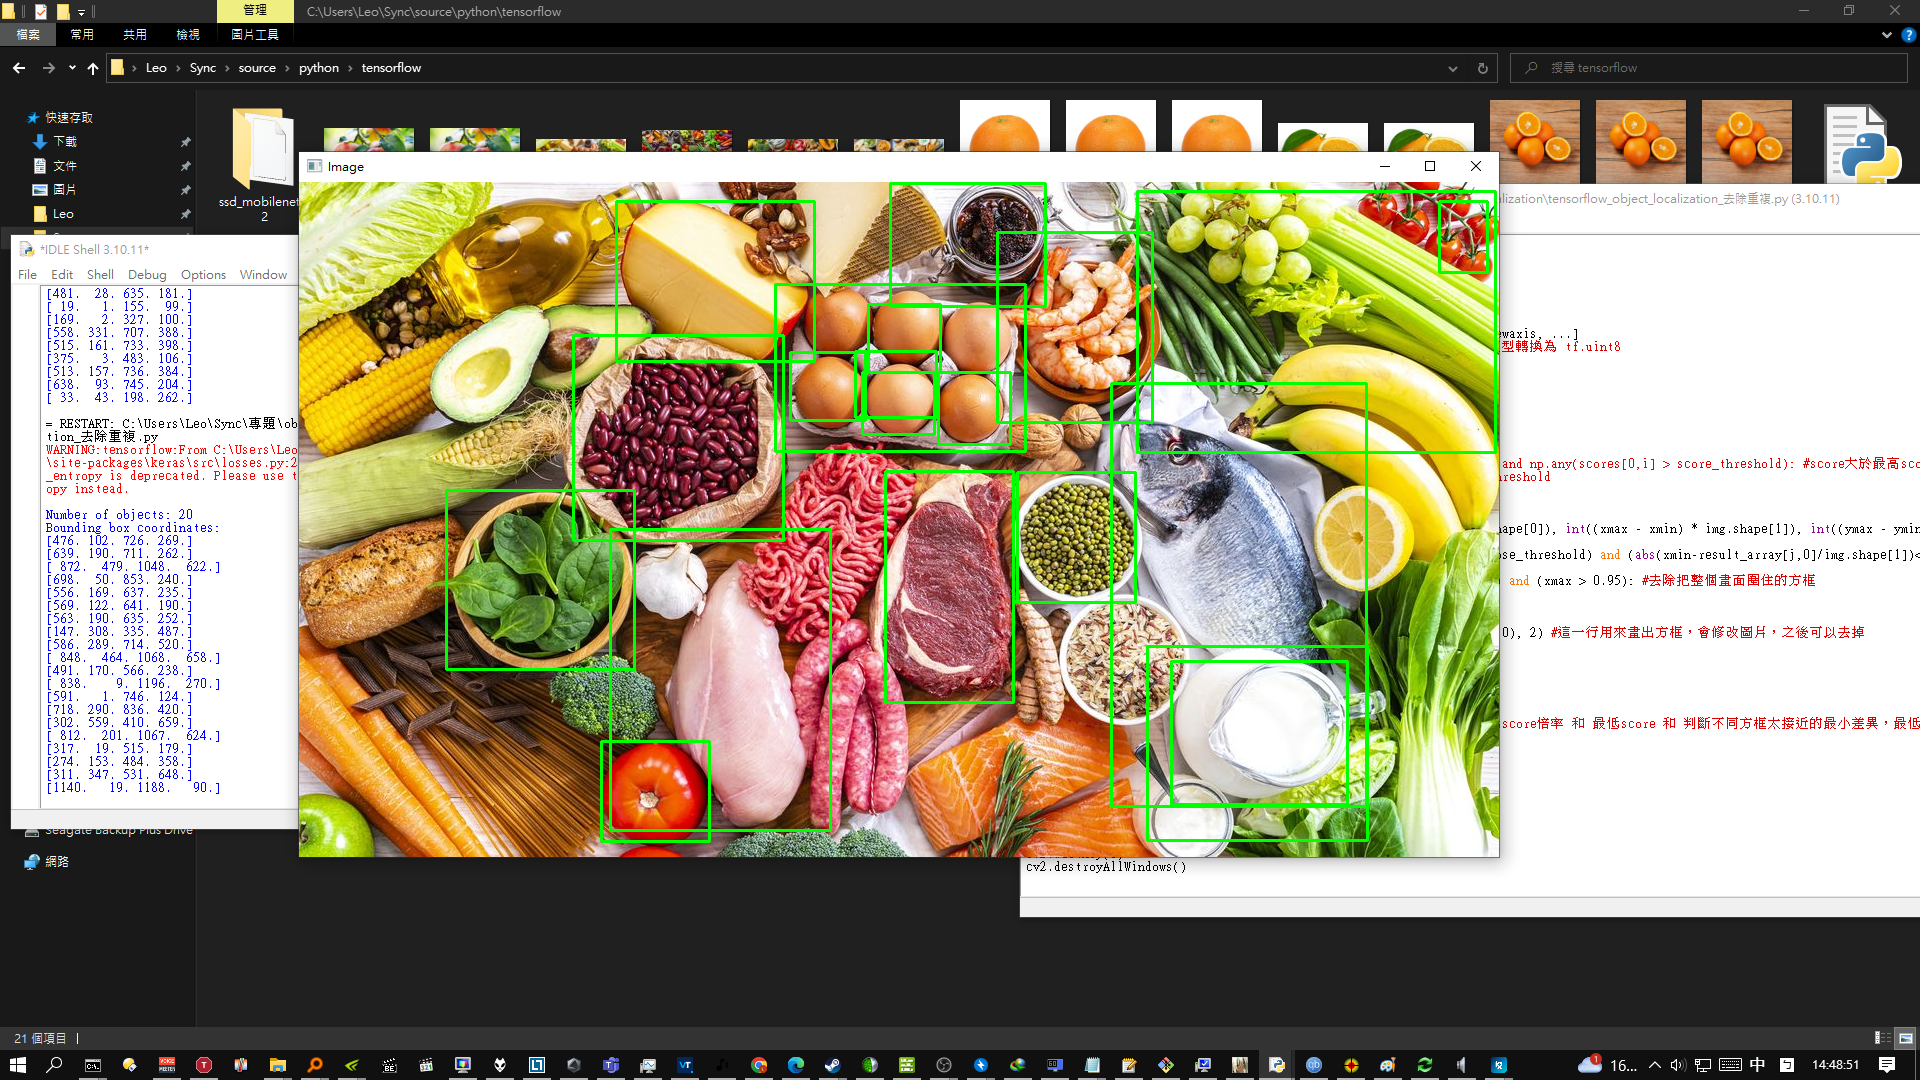 管理
C:\Users\Leo\Sync\source\python\tensorflow
檔案
常用
共用
檢視
圖片工具
Leo
Sync
source
python
tensorflow
搜尋 tensorflow
快速存取
下載
文件
圖片
Leo
ssd_mobilenet
2
Image
alization\tensorflow_object_localization_去除重複.py (3.10.11)
*IDLE Shell 3.10.11*
File Edit Shell Debug Options Window
[481. 28. 635. 181.]
[ 19. 1. 155. 99.]
[169. 2. 327. 100.]
[558. 331. 707. 388.]
[515. 161. 733. 398.]
[375. 3. 483. 106.]
[513. 157. 736. 384.]
[638. 93. 745. 204.]
[ 33. 43. 198. 262.]
= RESTART: C:\Users\Leo\Sync\專題\ob
tion_去除重複.py
WARNING:tensorflow:From C:\Users\Leo
\site-packages\keras\src\losses.py:2
_entropy is deprecated. Please use t
opy instead.
Number of objects: 20
Bounding box coordinates:
[476. 102. 726. 269.]
[639. 190. 711. 262.]
[ 872. 479. 1048. 622.]
[698. 50. 853. 240.]
[556. 169. 637. 235.]
[569. 122. 641. 190.]
[563. 190. 635. 252.]
[147. 308. 335. 487.]
[586. 289. 714. 520.]
[ 848. 464. 1068. 658.]
[491. 170. 566. 238.]
[ 838. 9. 1196. 270.]
[591. 1. 746. 124.]
[718. 290. 836. 420.]
[302. 559. 410. 659.]
[ 812. 201. 1067. 624.]
[317. 19. 515. 179.]
[274. 153. 484. 358.]
[311. 347. 531. 648.]
[1140. 19. 1188. 90.]
ewaxis, ...]
型轉換為 tf.uint8
and np.any(scores[0,i] > score_threshold): #score大於最高sco
reshold
hape[0]), int((xmax - xmin) * img.shape[1]), int((ymax - ymin
ose_threshold) and (abs(xmin-result_array[j,0]/img.shape[1])<
and (xmax > 0.95): #去除把整個畫面圈住的方框
0), 2) #這一行用來畫出方框，會修改圖片，之後可以去掉
score倍率 和 最低score 和 判斷不同方框太接近的最小差異，最低
cv2.destroyAllWindows()
Seagate Backup Plus Drive
網路
21 個項目
16...
中
14:48:51